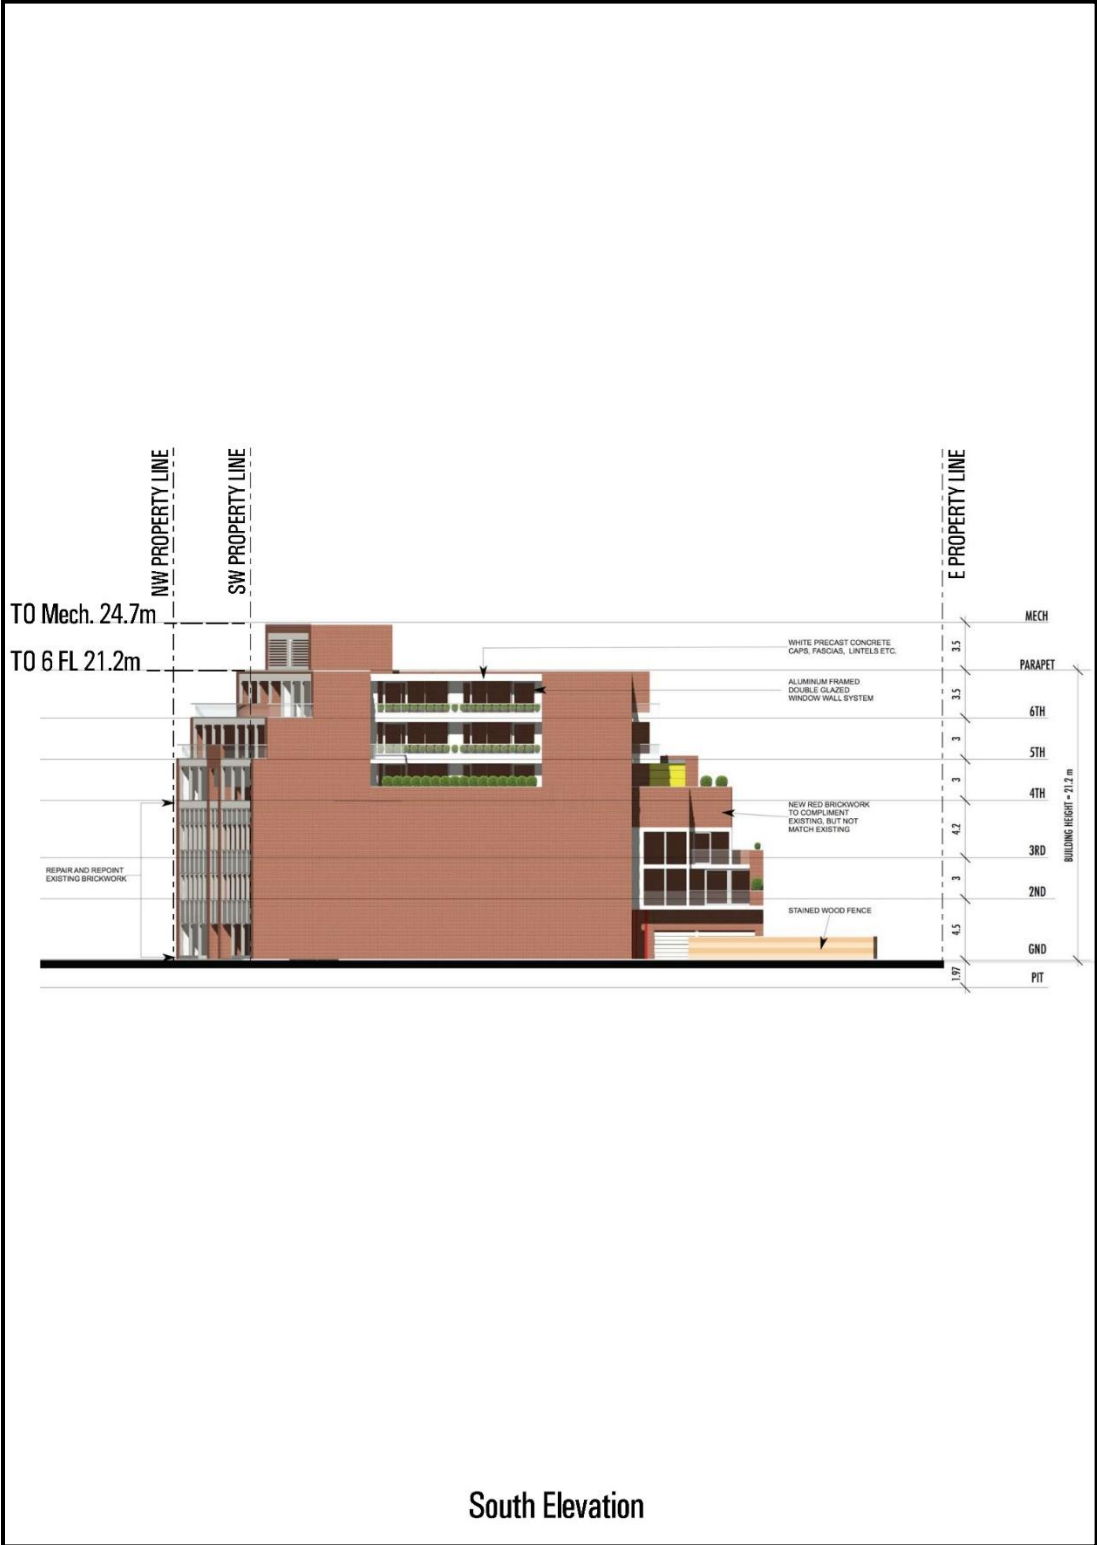 NW PROPERTY LINE
SW PROPERTY LINE
E PROPERTY LINE
TO Mech. 24.7m
TO 6 FL 21.2m
MECH
3.5
PARAPET
3.5
6TH
3
5TH
3
4TH
4.2
3RD
3
2ND
4.5
GND
1.97
PIT
BUILDING HEIGHT = 21.2 m
WHITE PRECAST CONCRETE
CAPS, FASCIAS, LINTELS ETC.
ALUMINUM FRAMED
DOUBLE GLAZED
WINDOW WALL SYSTEM
NEW RED BRICKWORK
TO COMPLIMENT
EXISTING, BUT NOT
MATCH EXISTING
REPAIR AND REPOINT
EXISTING BRICKWORK
STAINED WOOD FENCE
South Elevation